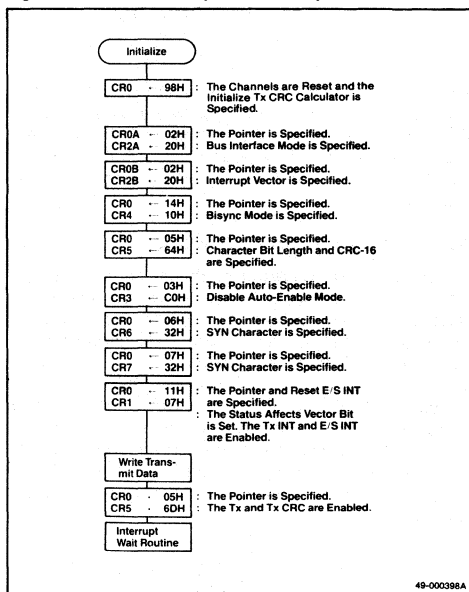 Initialize
CR0 ← 98H : The Channels are Reset and the
Initialize Tx CRC Calculator is
Specified.
CR0A ← 02H : The Pointer is Specified.
CR2A ← 20H : Bus Interface Mode is Specified.
CR0B ← 02H : The Pointer is Specified.
CR2B ← 20H : Interrupt Vector is Specified.
CR0 ← 14H : The Pointer is Specified.
CR4 ← 10H : Bisync Mode is Specified.
CR0 ← 05H : The Pointer is Specified.
CR5 ← 64H : Character Bit Length and CRC-16
are Specified.
CR0 ← 03H : The Pointer is Specified.
CR3 ← C0H : Disable Auto-Enable Mode.
CR0 ← 06H : The Pointer is Specified.
CR6 ← 32H : SYN Character is Specified.
CR0 ← 07H : The Pointer is Specified.
CR7 ← 32H : SYN Character is Specified.
CR0 ← 11H : The Pointer and Reset E/S INT
CR1 ← 07H are Specified.
: The Status Affects Vector Bit
is Set. The Tx INT and E/S INT
are Enabled.
Write Trans-
mit Data
CR0 ← 05H : The Pointer is Specified.
CR5 ← 6DH : The Tx and Tx CRC are Enabled.
Interrupt
Wait Routine
49-000398A